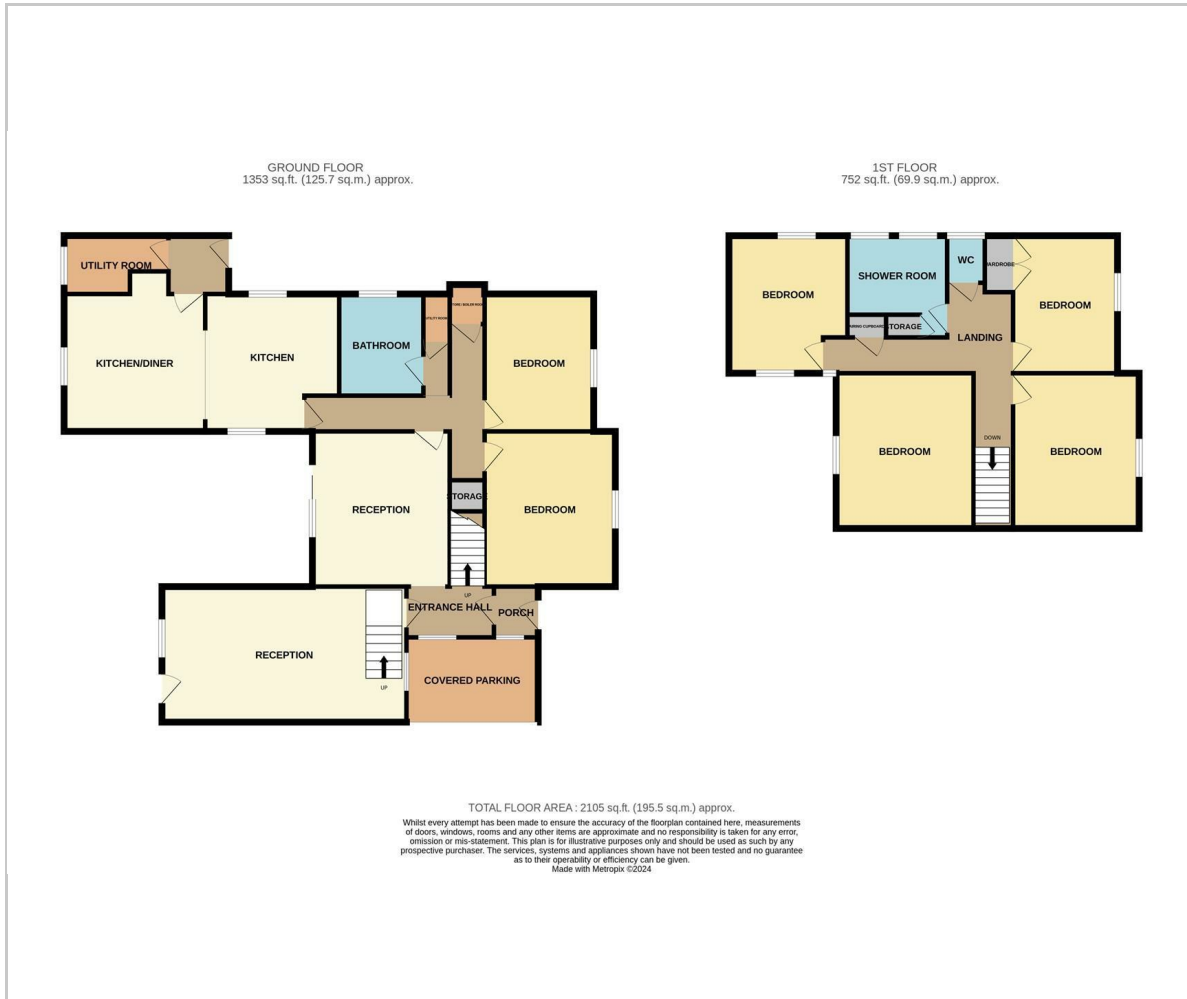 GROUND FLOOR
1353 sq.ft. (125.7 sq.m.) approx.
1ST FLOOR
752 sq.ft. (69.9 sq.m.) approx.
UTILITY ROOM
KITCHEN/DINER
KITCHEN
BATHROOM
UTILITY ROOM
BEDROOM
RECEPTION
STORAGE
BEDROOM
UP
ENTRANCE HALL
PORCH
RECEPTION
UP
COVERED PARKING
BEDROOM
SHOWER ROOM
WC
WARDROBE
BEDROOM
AIRING CUPBOARD
STORAGE
LANDING
BEDROOM
DOWN
BEDROOM
TOTAL FLOOR AREA : 2105 sq.ft. (195.5 sq.m.) approx.
Whilst every attempt has been made to ensure the accuracy of the floorplan contained here, measurements
of doors, windows, rooms and any other items are approximate and no responsibility is taken for any error,
omission or mis-statement. This plan is for illustrative purposes only and should be used as such by any
prospective purchaser. The services, systems and appliances shown have not been tested and no guarantee
as to their operability or efficiency can be given.
Made with Metropix ©2024